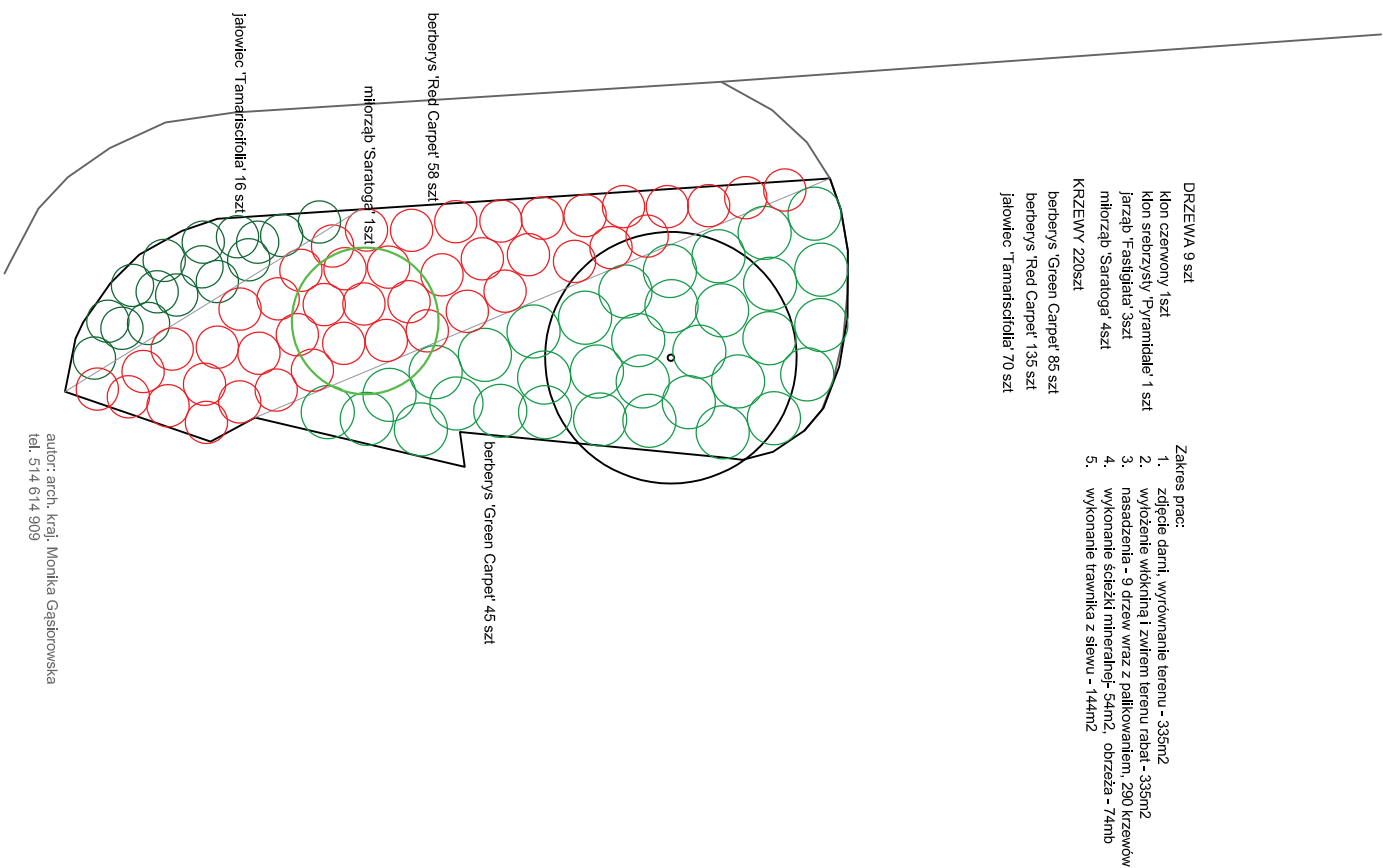 DRZEWA 9 szt
klon czerwony 1szt
klon srebrzysty 'Pyramidale' 1 szt
jarząb 'Fastigiata' 3szt
miłorząb 'Saratoga' 4szt
KRZEWY 220szt
berberys 'Green Carpet' 85 szt
berberys 'Red Carpet' 135 szt
jałowiec 'Tamariscifolia' 70 szt
Zakres prac:
1. zdjęcie darni, wyrównanie terenu - 335m2
2. wyłożenie włókniną i zwirem terenu rabat - 335m2
3. nasadzenia - 9 drzew wraz z palikowaniem, 290 krzewów
4. wykonanie ścieżki mineralnej- 54m2, obrzeża - 74mb
5. wykonanie trawnika z siewu - 144m2
berberys 'Red Carpet' 58 szt
miłorząb 'Saratoga' 1szt
jałowiec 'Tamariscifolia' 16 szt
berberys 'Green Carpet' 45 szt
autor: arch. kraj. Monika Gąsiorowska
tel. 514 614 909